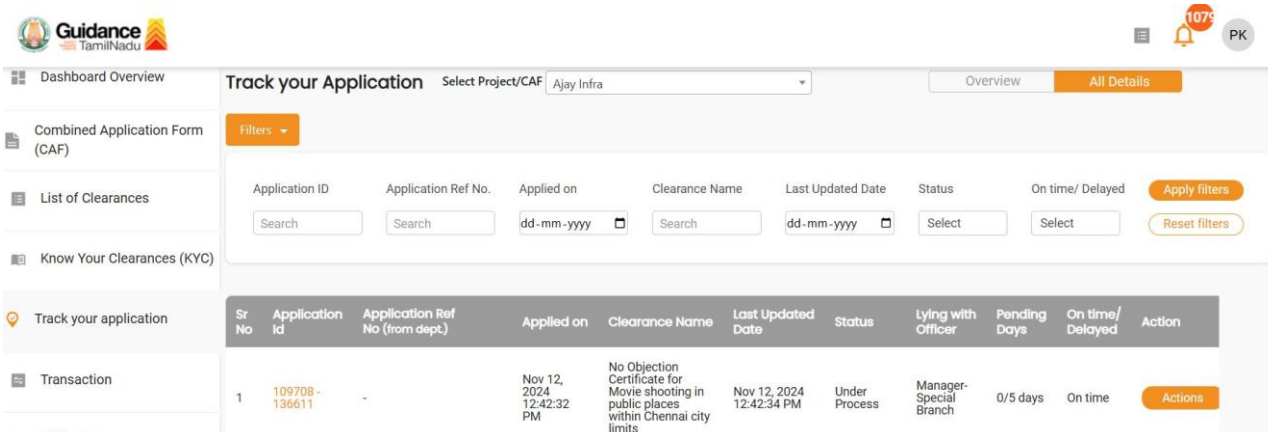 Guidance
TamilNadu
1079
PK
Dashboard Overview
Track your Application
Select Project/CAF
Ajay Infra
Overview
All Details
Combined Application Form
(CAF)
Filters
List of Clearances
Application ID
Application Ref No.
Applied on
Clearance Name
Last Updated Date
Status
On time/ Delayed
Apply filters
Search
Search
dd-mm-yyyy
Search
dd-mm-yyyy
Select
Select
Reset filters
Know Your Clearances (KYC)
Track your application
Sr
No
Application
Id
Application Ref
No (from dept.)
Applied on
Clearance Name
Last Updated
Date
Status
Lying with
Officer
Pending
Days
On time/
Delayed
Action
Transaction
1
109708 -
136611
-
Nov 12,
2024
12:42:32
PM
No Objection
Certificate for
Movie shooting in
public places
within Chennai city
limits
Nov 12, 2024
12:42:34 PM
Under
Process
Manager-
Special
Branch
0/5 days
On time
Actions